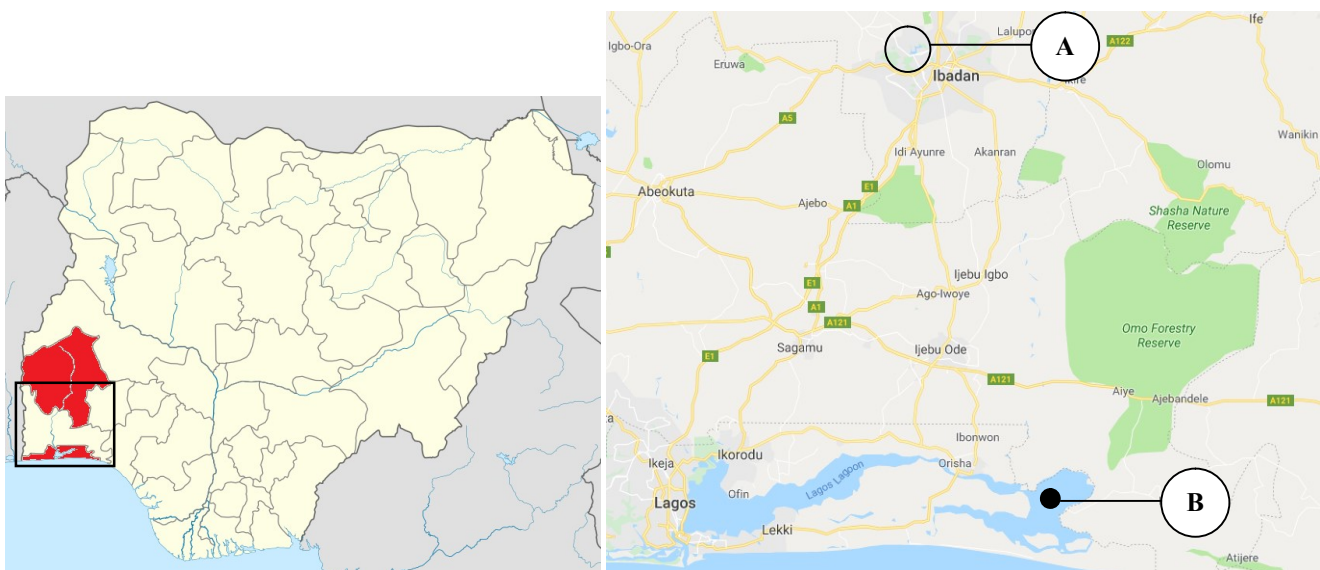 Ife
Igbo-Ora
A
Lalupon
A122
Eruwa
Ibadan
Ikire
A5
Wanikin
Idi Ayunre
Akanran
Olomu
Abeokuta
E1
Ajebo
A1
Shasha Nature
Reserve
Ijebu Igbo
E1
Ago-Iwoye
A1
A121
Omo Forestry
Reserve
Sagamu
Ijebu Ode
E1
A121
Aiye
Ajebandele
A121
Ibonwon
Ikorodu
Ikeja
Orisha
Lagos Lagoon
Ofin
Lagos
B
Lekki
Atijere